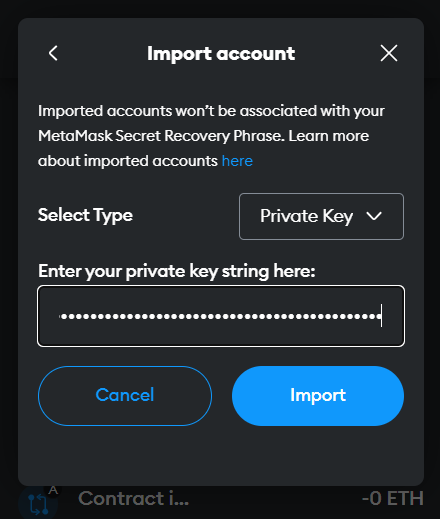 Import account
Imported accounts won't be associated with your
MetaMask Secret Recovery Phrase. Learn more
about imported accounts here
Select Type
Private Key
Enter your private key string here:
Cancel
Import
A
Contract i...
-0 ETH